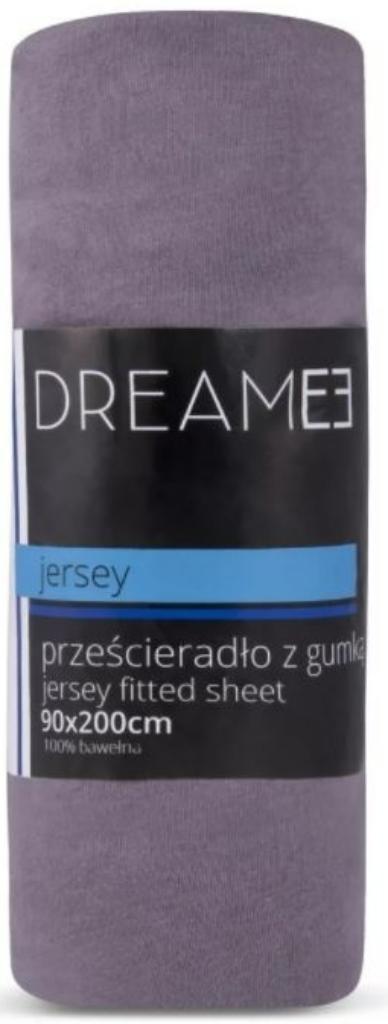 DREAMEE
jersey
prześcieradło z gumką
jersey fitted sheet
90x200cm
100% bawełna